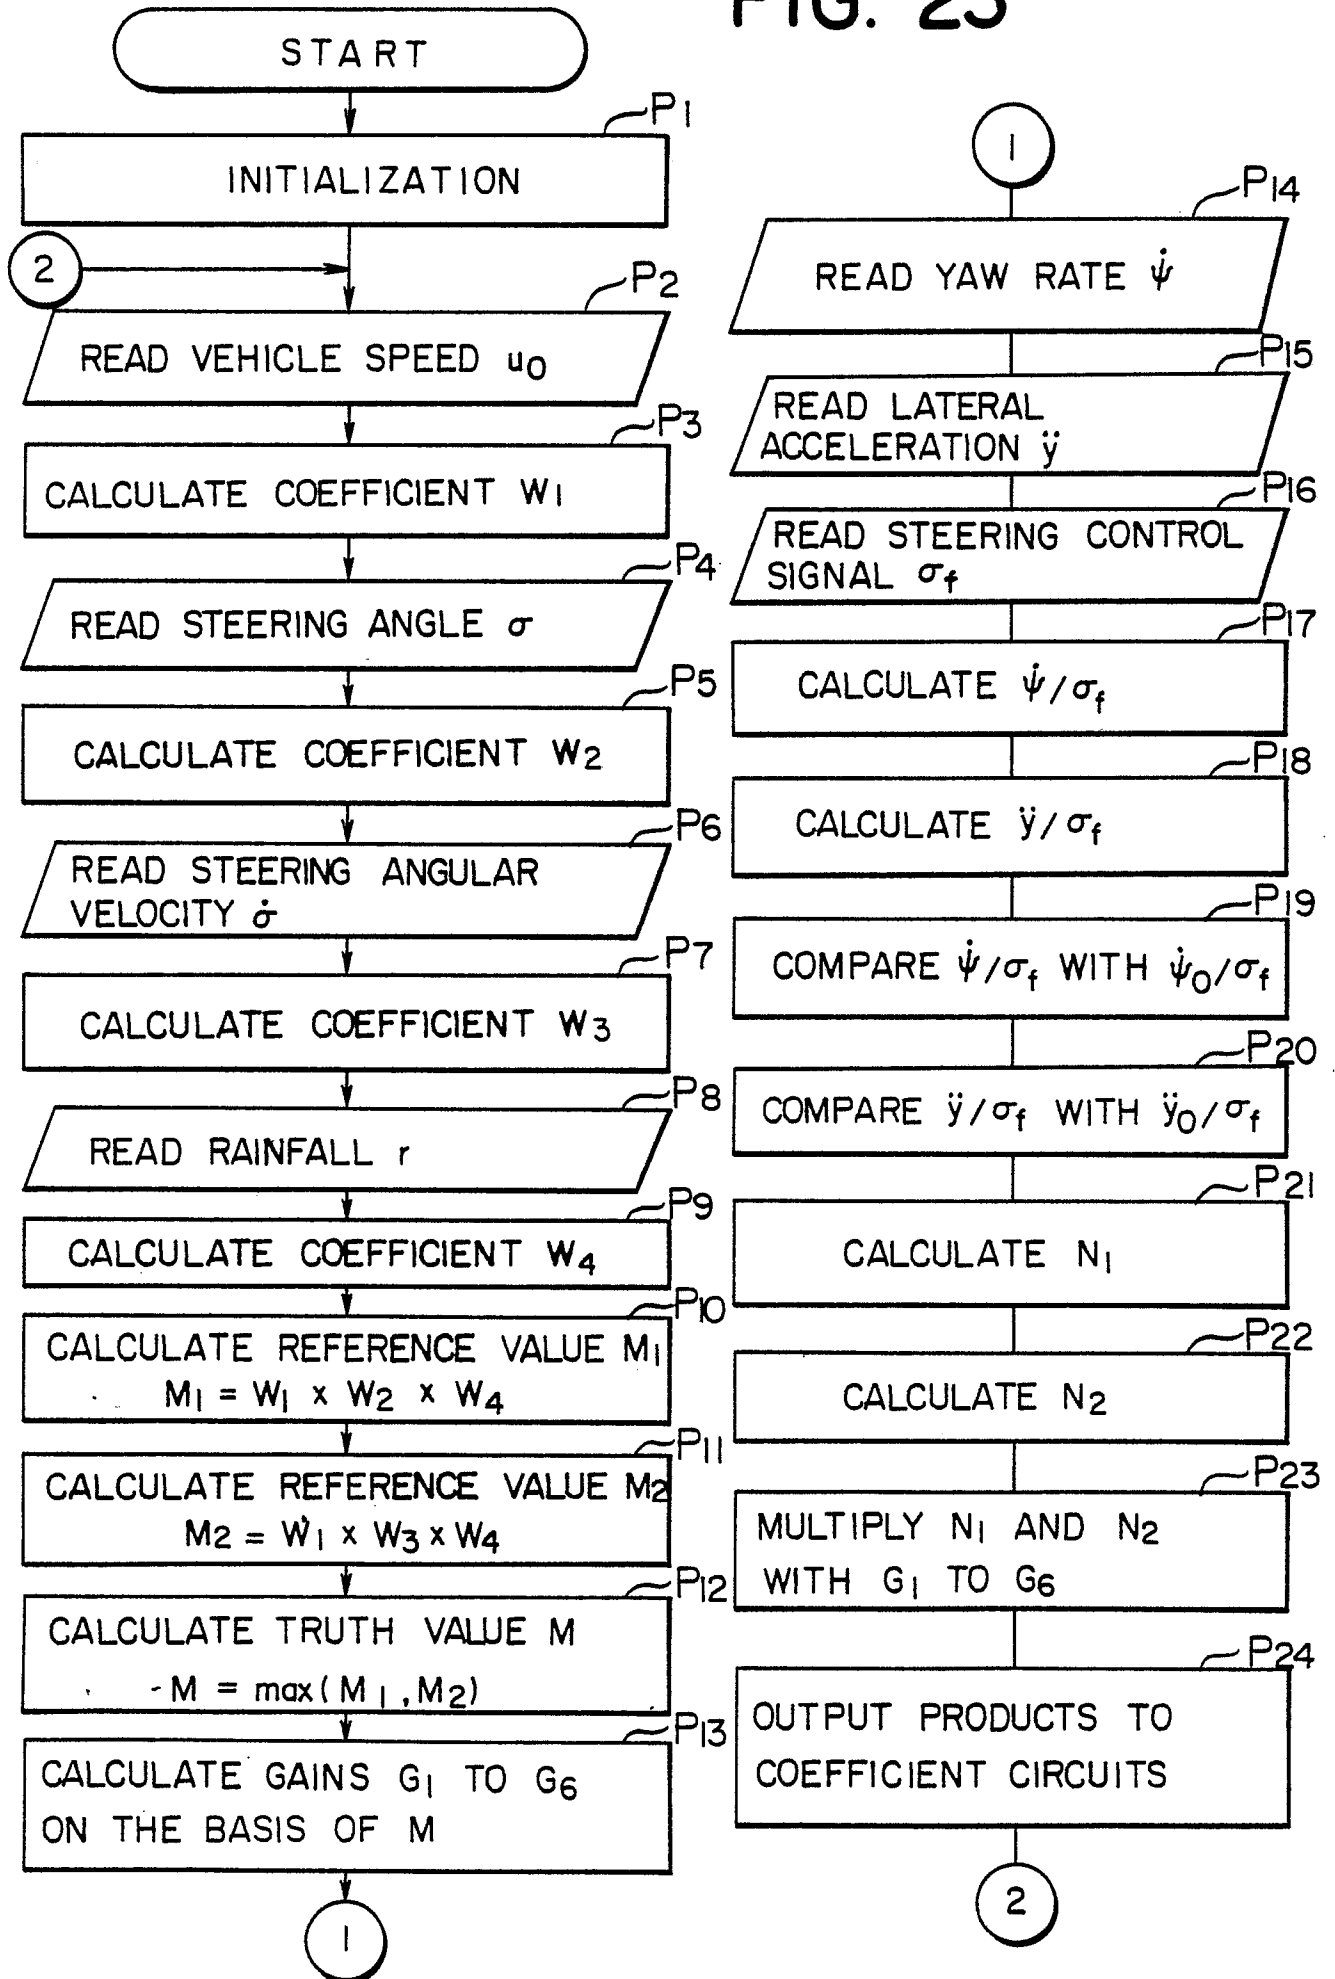 FIG. 23
START
P1
INITIALIZATION
2
P2
READ VEHICLE SPEED u0
P3
CALCULATE COEFFICIENT W1
P4
READ STEERING ANGLE σ
P5
CALCULATE COEFFICIENT W2
P6
READ STEERING ANGULAR
VELOCITY σ̇
P7
CALCULATE COEFFICIENT W3
P8
READ RAINFALL r
P9
CALCULATE COEFFICIENT W4
P10
CALCULATE REFERENCE VALUE M1
M1 = W1 x W2 x W4
P11
CALCULATE REFERENCE VALUE M2
M2 = W1 x W3 x W4
P12
CALCULATE TRUTH VALUE M
M = max(M1, M2)
P13
CALCULATE GAINS G1 TO G6
ON THE BASIS OF M
1
1
P14
READ YAW RATE ψ̇
P15
READ LATERAL
ACCELERATION ÿ
P16
READ STEERING CONTROL
SIGNAL σf
P17
CALCULATE ψ̇/σf
P18
CALCULATE ÿ/σf
P19
COMPARE ψ̇/σf WITH ψ̇0/σf
P20
COMPARE ÿ/σf WITH ÿ0/σf
P21
CALCULATE N1
P22
CALCULATE N2
P23
MULTIPLY N1 AND N2
WITH G1 TO G6
P24
OUTPUT PRODUCTS TO
COEFFICIENT CIRCUITS
2